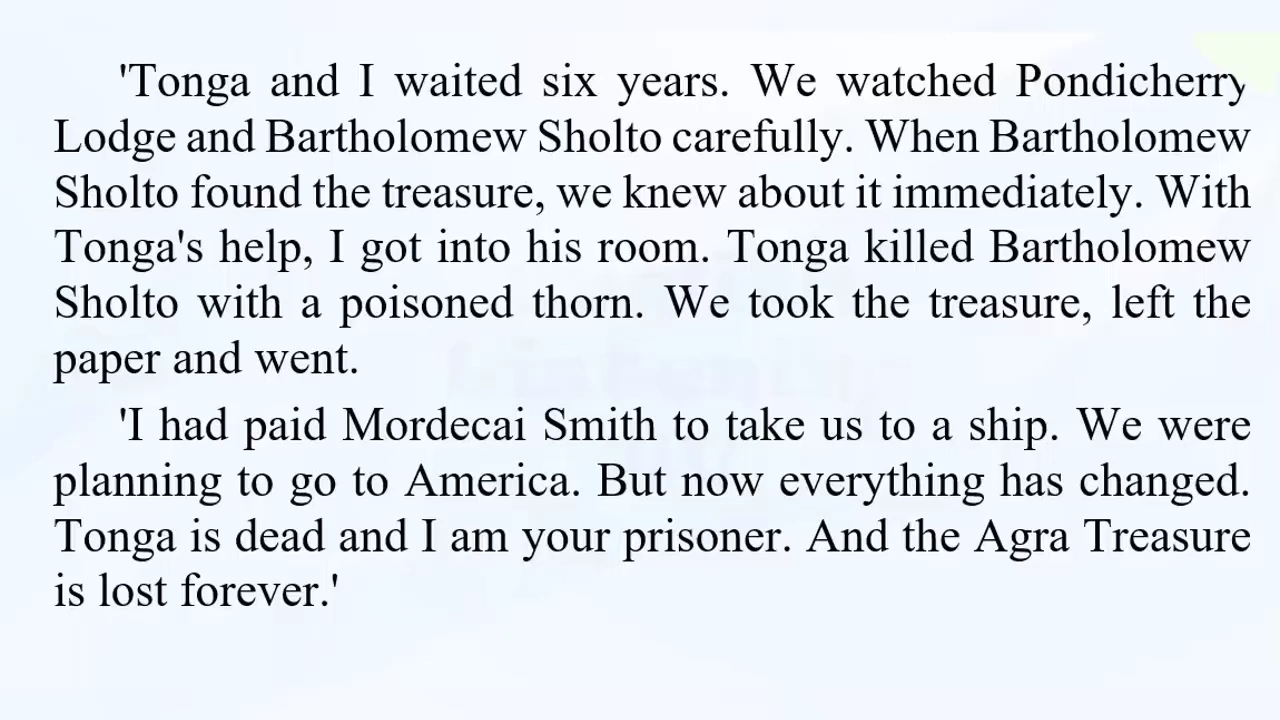 'Tonga and I waited six years. We watched Pondicherry
Lodge and Bartholomew Sholto carefully. When Bartholomew
Sholto found the treasure, we knew about it immediately. With
Tonga's help, I got into his room. Tonga killed Bartholomew
Sholto with a poisoned thorn. We took the treasure, left the
paper and went.
'I had paid Mordecai Smith to take us to a ship. We were
planning to go to America. But now everything has changed.
Tonga is dead and I am your prisoner. And the Agra Treasure
is lost forever.'